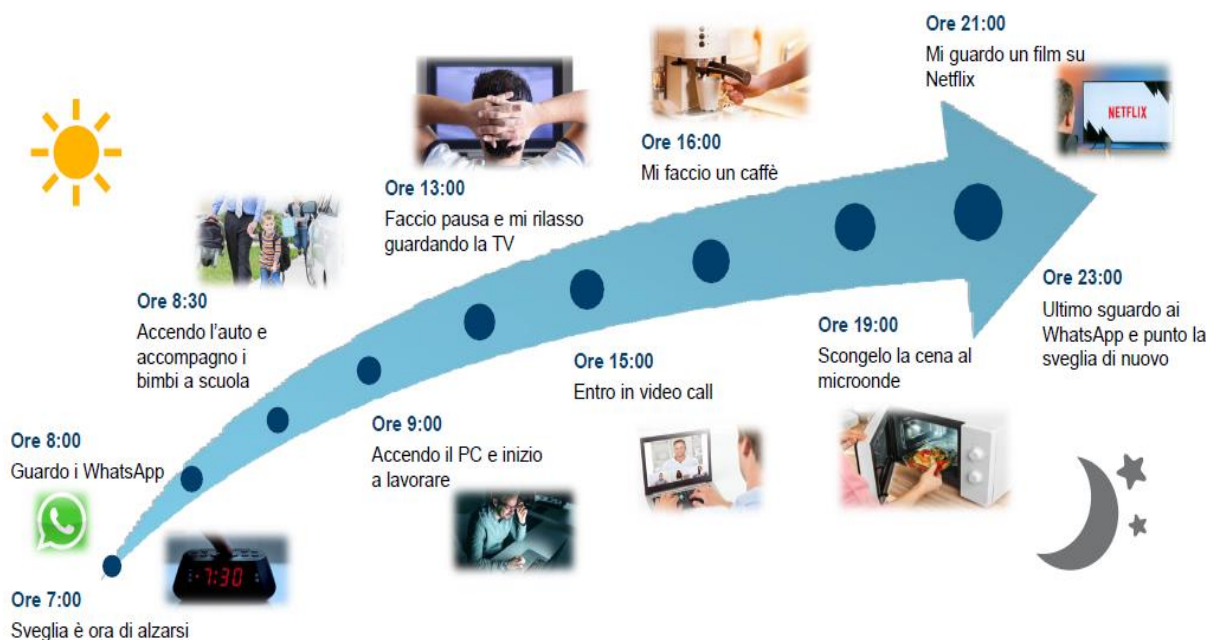 Ore 7:00
Sveglia è ora di alzarsi
7:30
Ore 8:00
Guardo i WhatsApp
Ore 8:30
Accendo l'auto e
accompagno i
bimbi a scuola
Ore 9:00
Accendo il PC e inizio
a lavorare
Ore 13:00
Faccio pausa e mi rilasso
guardando la TV
Ore 15:00
Entro in video call
Ore 16:00
Mi faccio un caffè
Ore 19:00
Scongelo la cena al
microonde
Ore 21:00
Mi guardo un film su
Netflix
NETFLIX
Ore 23:00
Ultimo sguardo ai
WhatsApp e punto la
sveglia di nuovo